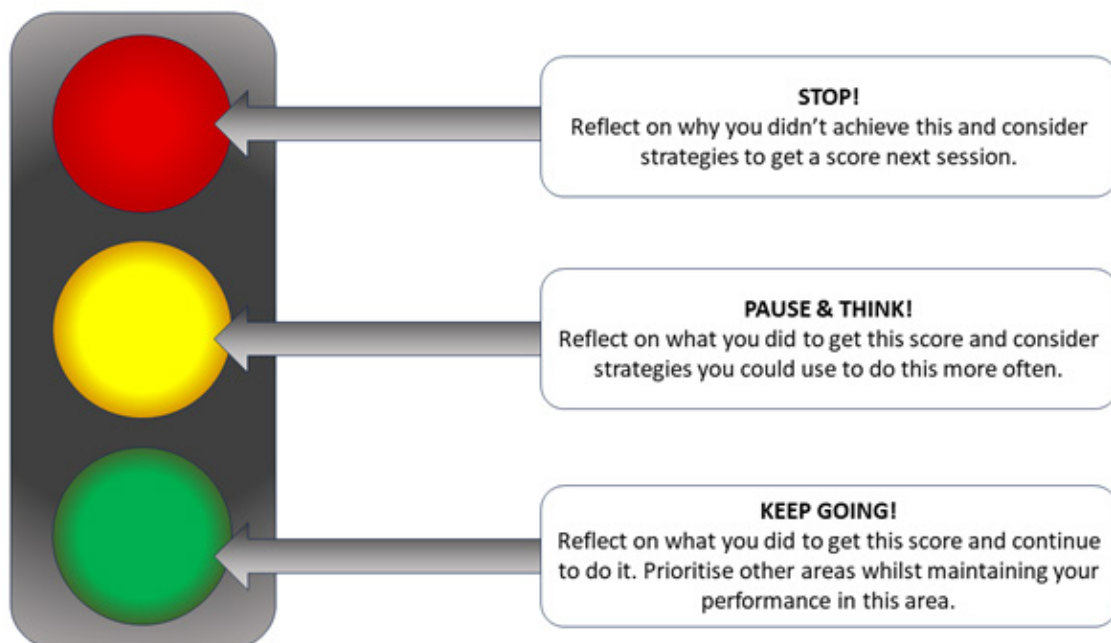 STOP!
Reflect on why you didn’t achieve this and consider
strategies to get a score next session.
PAUSE & THINK!
Reflect on what you did to get this score and consider
strategies you could use to do this more often.
KEEP GOING!
Reflect on what you did to get this score and continue
to do it. Prioritise other areas whilst maintaining your
performance in this area.